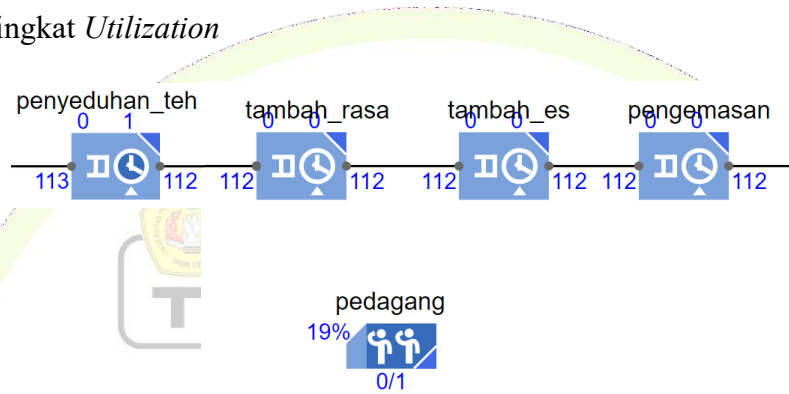 ingkat Utilization
penyeduhan_teh tambah_rasa tambah_es pengemasan
0 1 0 0 0 0 0 0
113 112 112 112 112 112 112 112
T
pedagang
19%
0/1